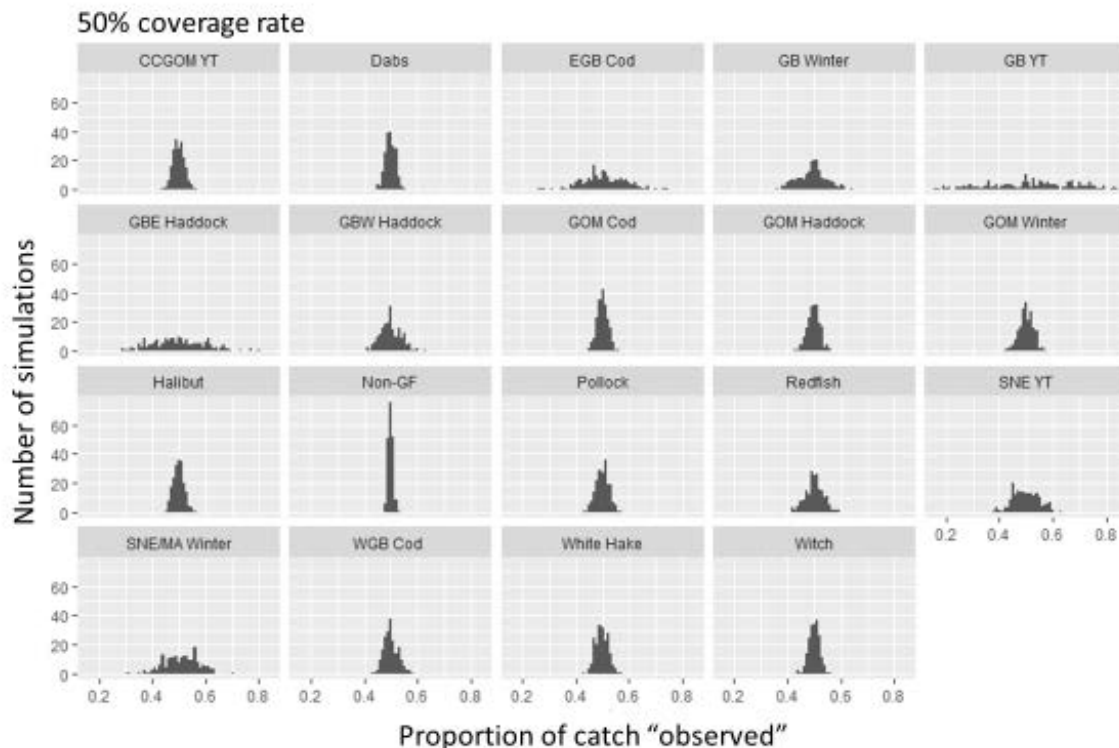 50% coverage rate
CCGOM YT Dabs EGB Cod GB Winter GB YT
60
40
20
0
GBE Haddock GBW Haddock GOM Cod GOM Haddock GOM Winter
60
40
20
0
Number of simulations
Halibut Non-GF Pollock Redfish SNE YT
60
40
20
0
0.2 0.4 0.6 0.8
SNE/MA Winter WGB Cod White Hake Witch
60
40
20
0
0.2 0.4 0.6 0.8 0.2 0.4 0.6 0.8 0.2 0.4 0.6 0.8 0.2 0.4 0.6 0.8
Proportion of catch “observed”